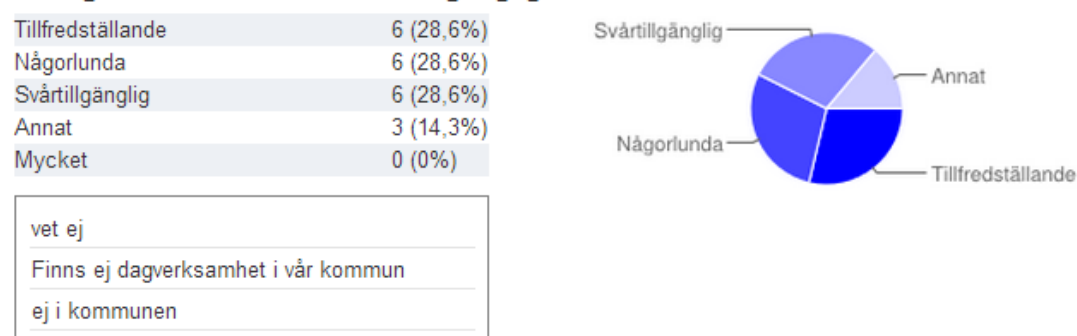 Tillfredställande 6 (28,6%)
Någorlunda 6 (28,6%)
Svårtillgänglig 6 (28,6%)
Annat 3 (14,3%)
Mycket 0 (0%)
vet ej
Finns ej dagverksamhet i vår kommun
ej i kommunen
Svårtillgänglig
Annat
Någorlunda
Tillfredställande